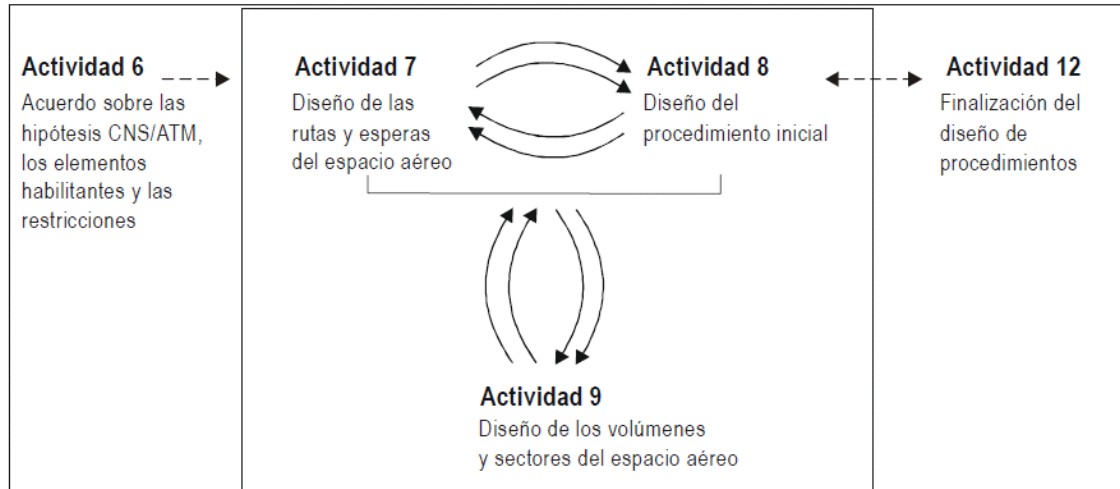 Actividad 6
Acuerdo sobre las
hipótesis CNS/ATM,
los elementos
habilitantes y las
restricciones
Actividad 7
Diseño de las
rutas y esperas
del espacio aéreo
Actividad 8
Diseño del
procedimiento inicial
Actividad 12
Finalización del
diseño de
procedimientos
Actividad 9
Diseño de los volúmenes
y sectores del espacio aéreo